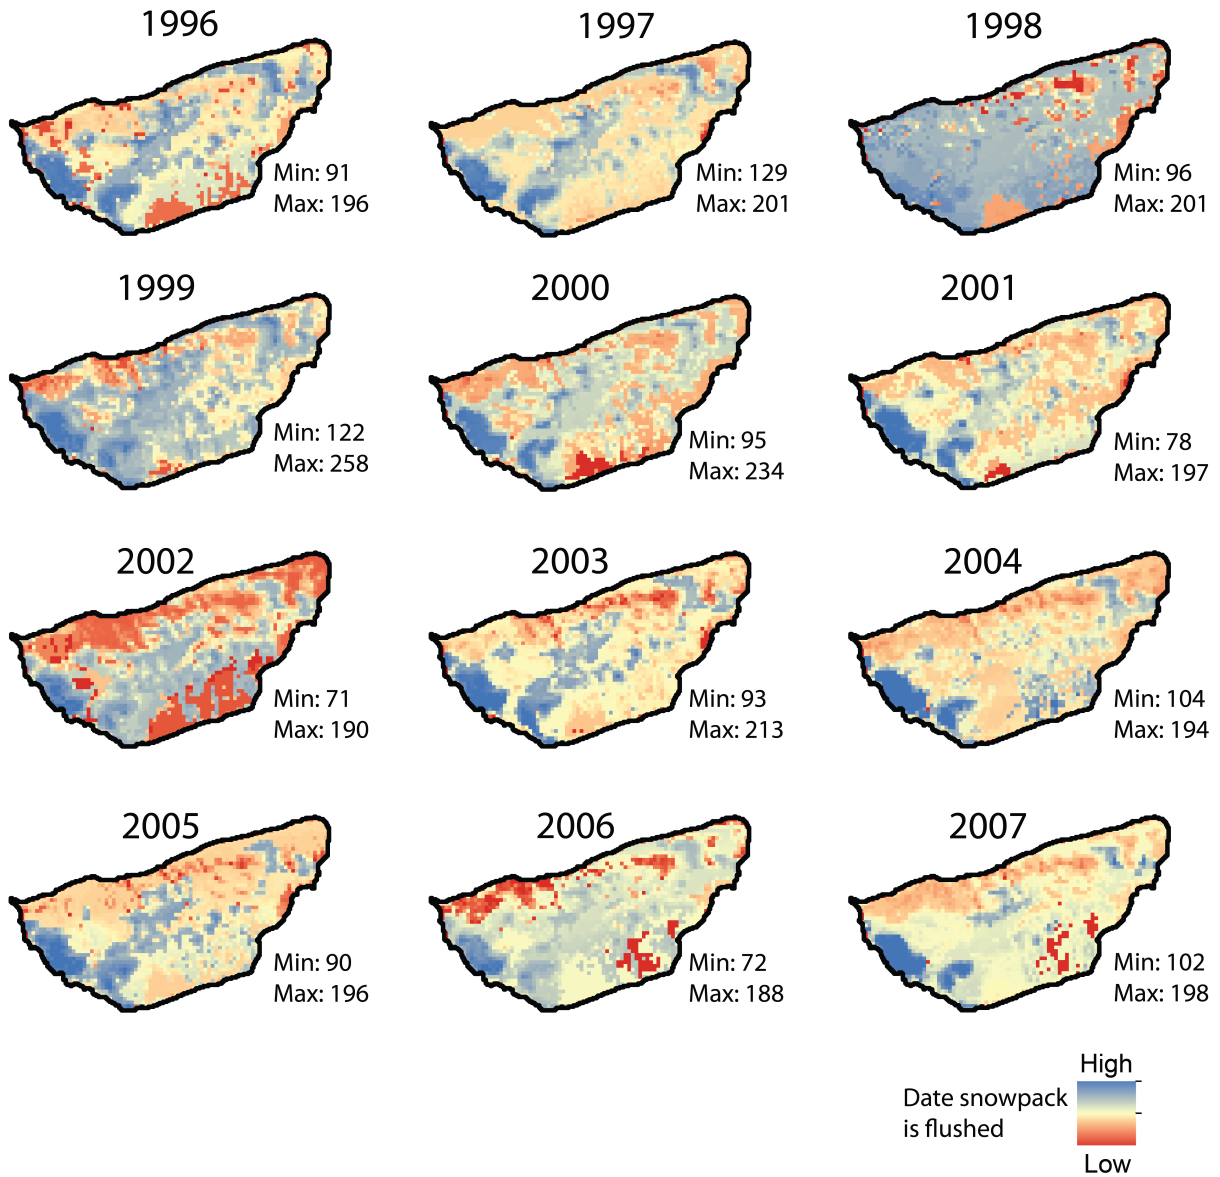 1996
1997
1998
Min: 91
Max: 196
Min: 129
Max: 201
Min: 96
Max: 201
1999
2000
2001
Min: 122
Max: 258
Min: 95
Max: 234
Min: 78
Max: 197
2002
2003
2004
Min: 71
Max: 190
Min: 93
Max: 213
Min: 104
Max: 194
2005
2006
2007
Min: 90
Max: 196
Min: 72
Max: 188
Min: 102
Max: 198
High
Date snowpack
is flushed
Low